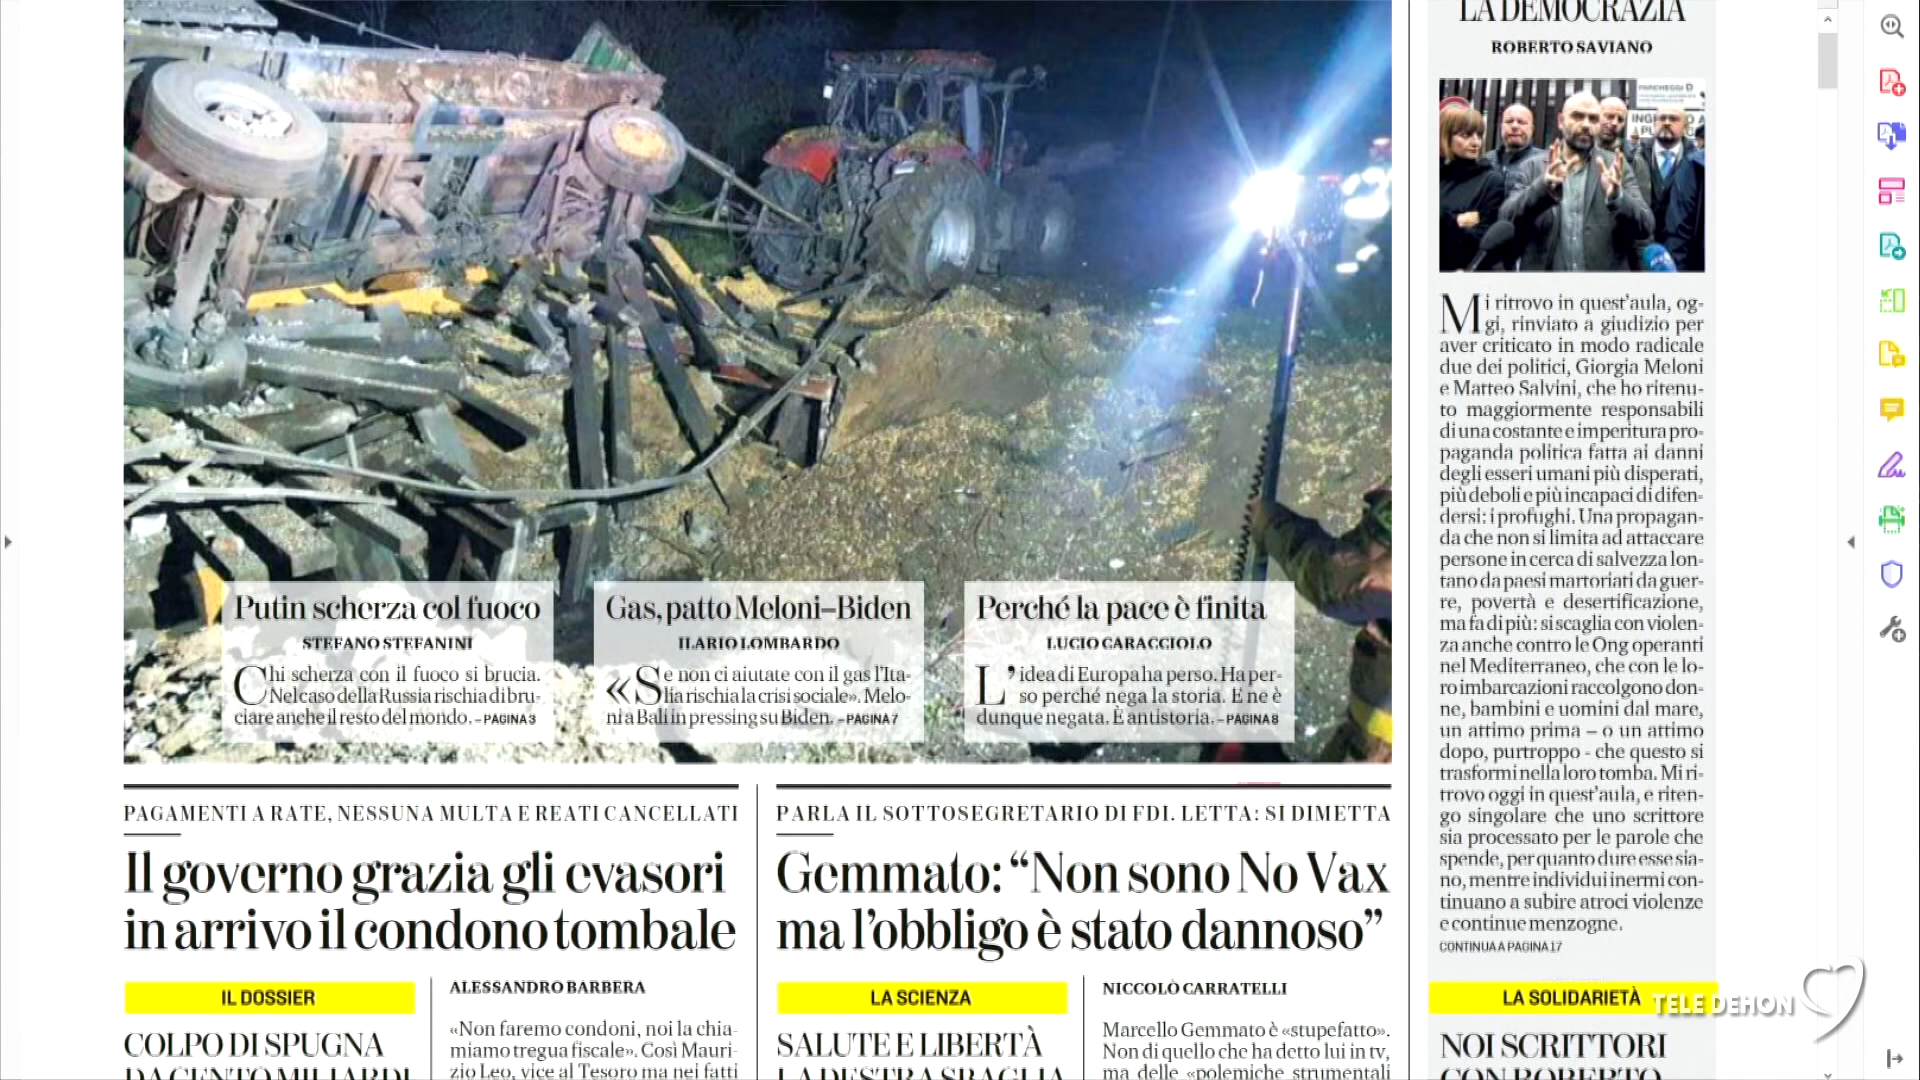 LA DEMOCRAZIA
ROBERTO SAVIANO
Mi ritrovo in quest'aula, og-
gi, rinviato a giudizio per
aver criticato in modo radicale
due dei politici, Giorgia Meloni
e Matteo Salvini, che ho ritenu-
to maggiormente responsabili
di una costante e imperitura pro-
paganda politica fatta ai danni
degli esseri umani più disperati,
più deboli e più incapaci di difen-
dersi: i profughi. Una propagan-
da che non si limita ad attaccare
persone in cerca di salvezza lon-
tano da paesi martoriati da guer-
re, povertà e desertificazione,
ma fa di più: si scaglia con violen-
za anche contro le Ong operanti
nel Mediterraneo, che con le lo-
ro imbarcazioni raccolgono don-
ne, bambini e uomini dal mare,
un attimo prima – o un attimo
dopo, purtroppo - che questo si
trasformi nella loro tomba. Mi ri-
trovo oggi in quest'aula, e riten-
go singolare che uno scrittore
sia processato per le parole che
spende, per quanto dure esse sia-
no, mentre individui inermi con-
tinuano a subire atroci violenze
e continue menzogne.
CONTINUA A PAGINA 17
Putin scherza col fuoco
STEFANO STEFANINI
Chi scherza con il fuoco si brucia.
Nel caso della Russia rischia di bru-
ciare anche il resto del mondo. – PAGINA 3
Gas, patto Meloni–Biden
ILARIO LOMBARDO
«Se non ci aiutate con il gas l'Ita-
lia rischia la crisi sociale». Melo-
ni a Bali in pressing su Biden. – PAGINA 7
Perché la pace è finita
LUCIO CARACCIOLO
L'idea di Europa ha perso. Ha per-
so perché nega la storia. E ne è
dunque negata. È antistoria. – PAGINA 8
PAGAMENTI A RATE, NESSUNA MULTA E REATI CANCELLATI
Il governo grazia gli evasori
in arrivo il condono tombale
IL DOSSIER
COLPO DI SPUGNA
DA CENTO MILIARDI
ALESSANDRO BARBERA
«Non faremo condoni, noi la chia-
miamo tregua fiscale». Così Mauri-
zio Leo, vice al Tesoro ma nei fatti
PARLA IL SOTTOSEGRETARIO DI FDI. LETTA: SI DIMETTA
Gemmato: “Non sono No Vax
ma l'obbligo è stato dannoso”
LA SCIENZA
SALUTE E LIBERTÀ
LA DESTRA SBAGLIA
NICCOLÒ CARRATELLI
Marcello Gemmato è «stupefatto».
Non di quello che ha detto lui in tv,
ma delle «polemiche strumentali
LA SOLIDARIETÀ
NOI SCRITTORI
CON ROBERTO
TELE DEHON